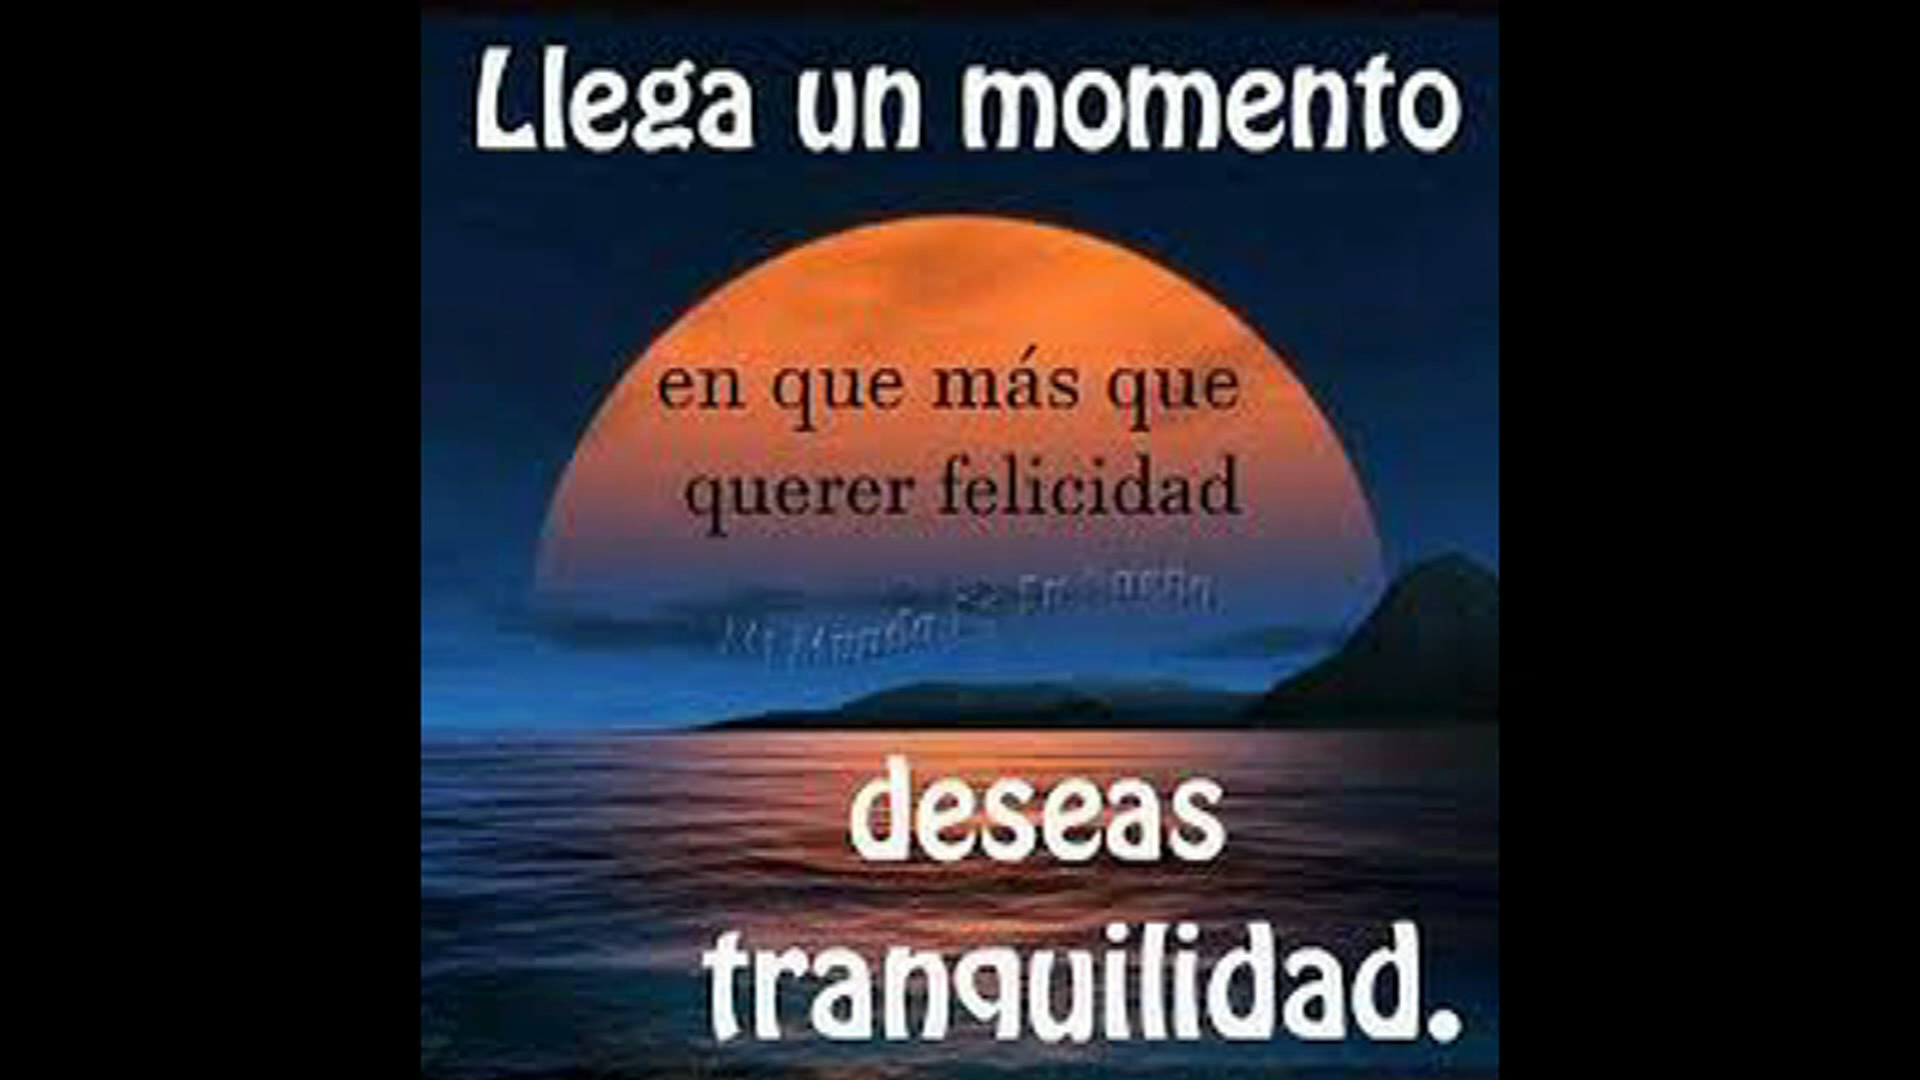 Llega un momento
en que más que
querer felicidad
deseas
tranquilidad.